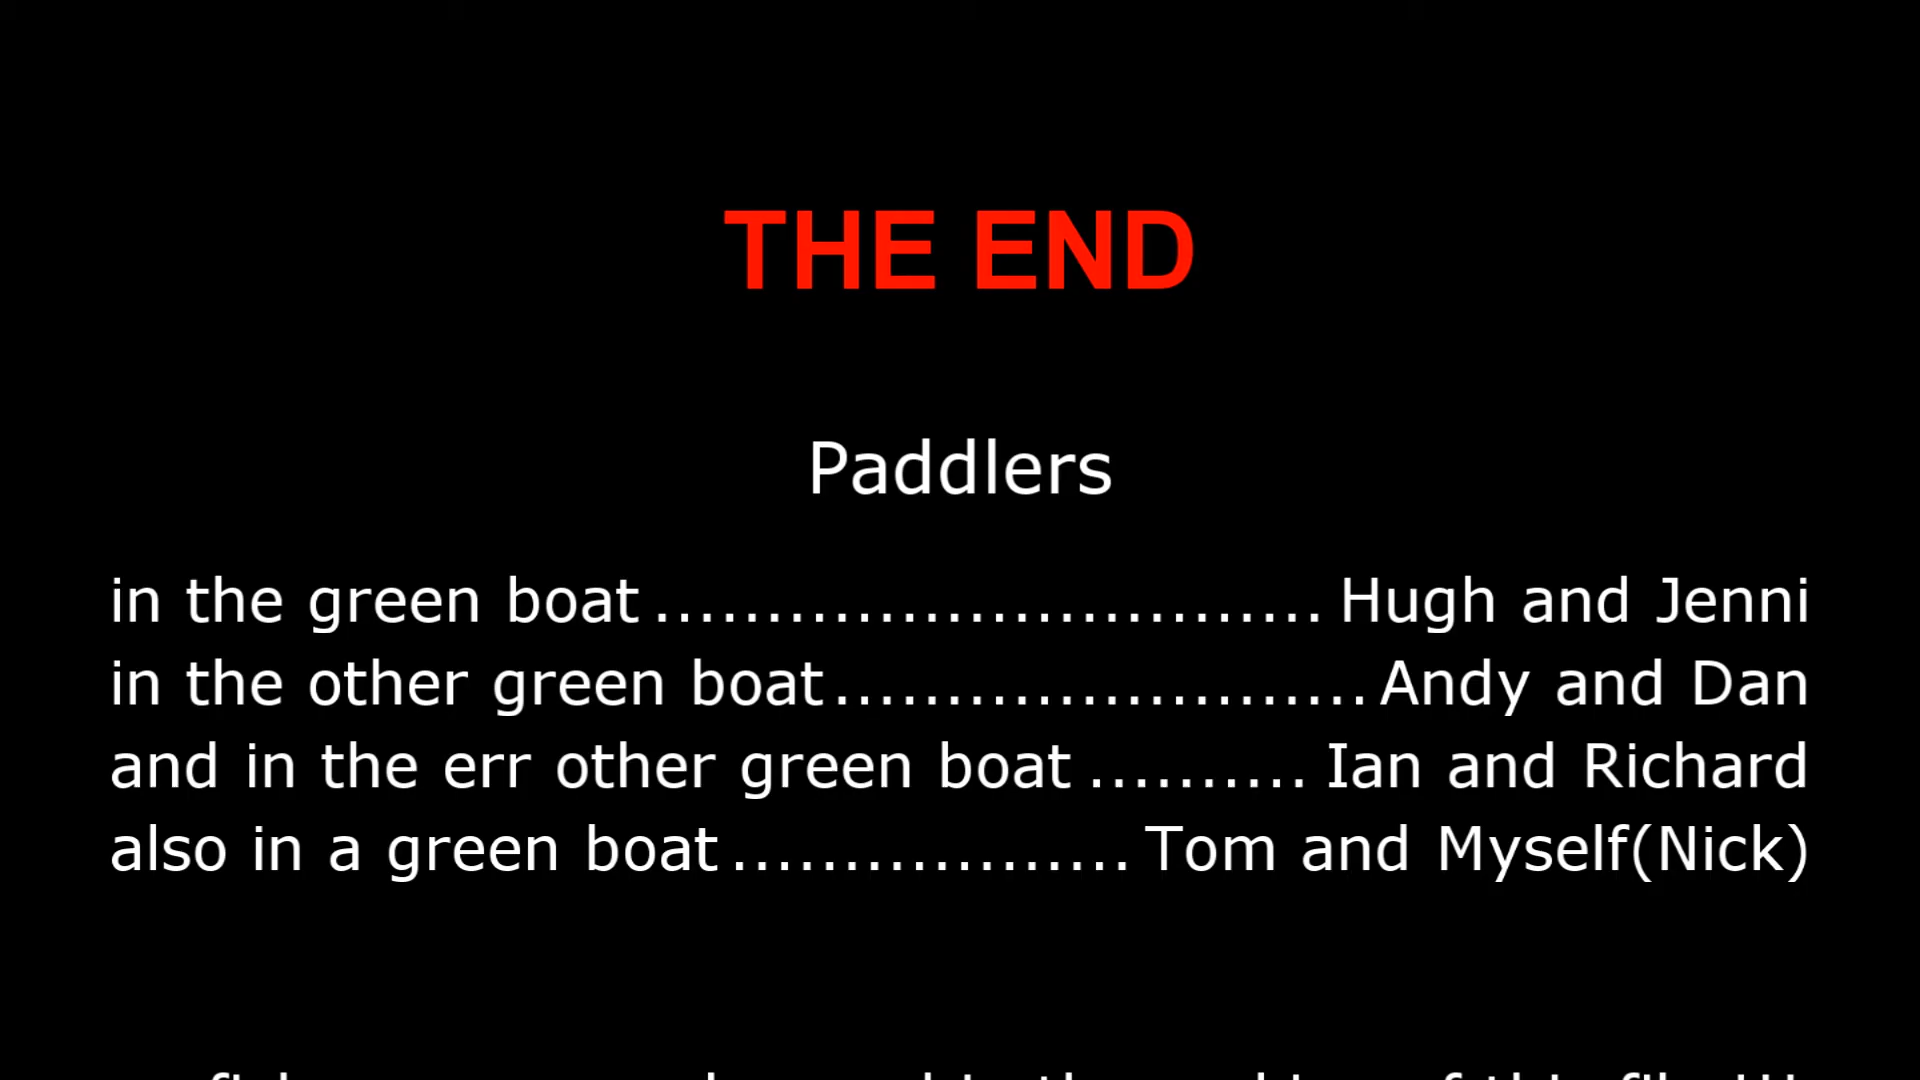 THE END
Paddlers
in the green boat.............................. Hugh and Jenni
in the other green boat........................Andy and Dan
and in the err other green boat.......... Ian and Richard
also in a green boat..................Tom and Myself(Nick)